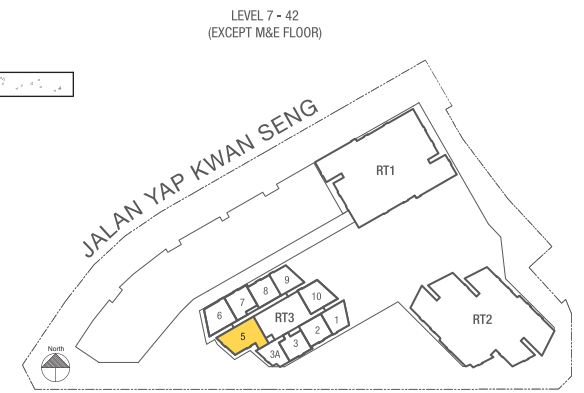 LEVEL 7 - 42
(EXCEPT M&E FLOOR)
JALAN YAP KWAN SENG
RT1
9
8
7
10
6
RT3
1
RT2
2
5
3
3A
North